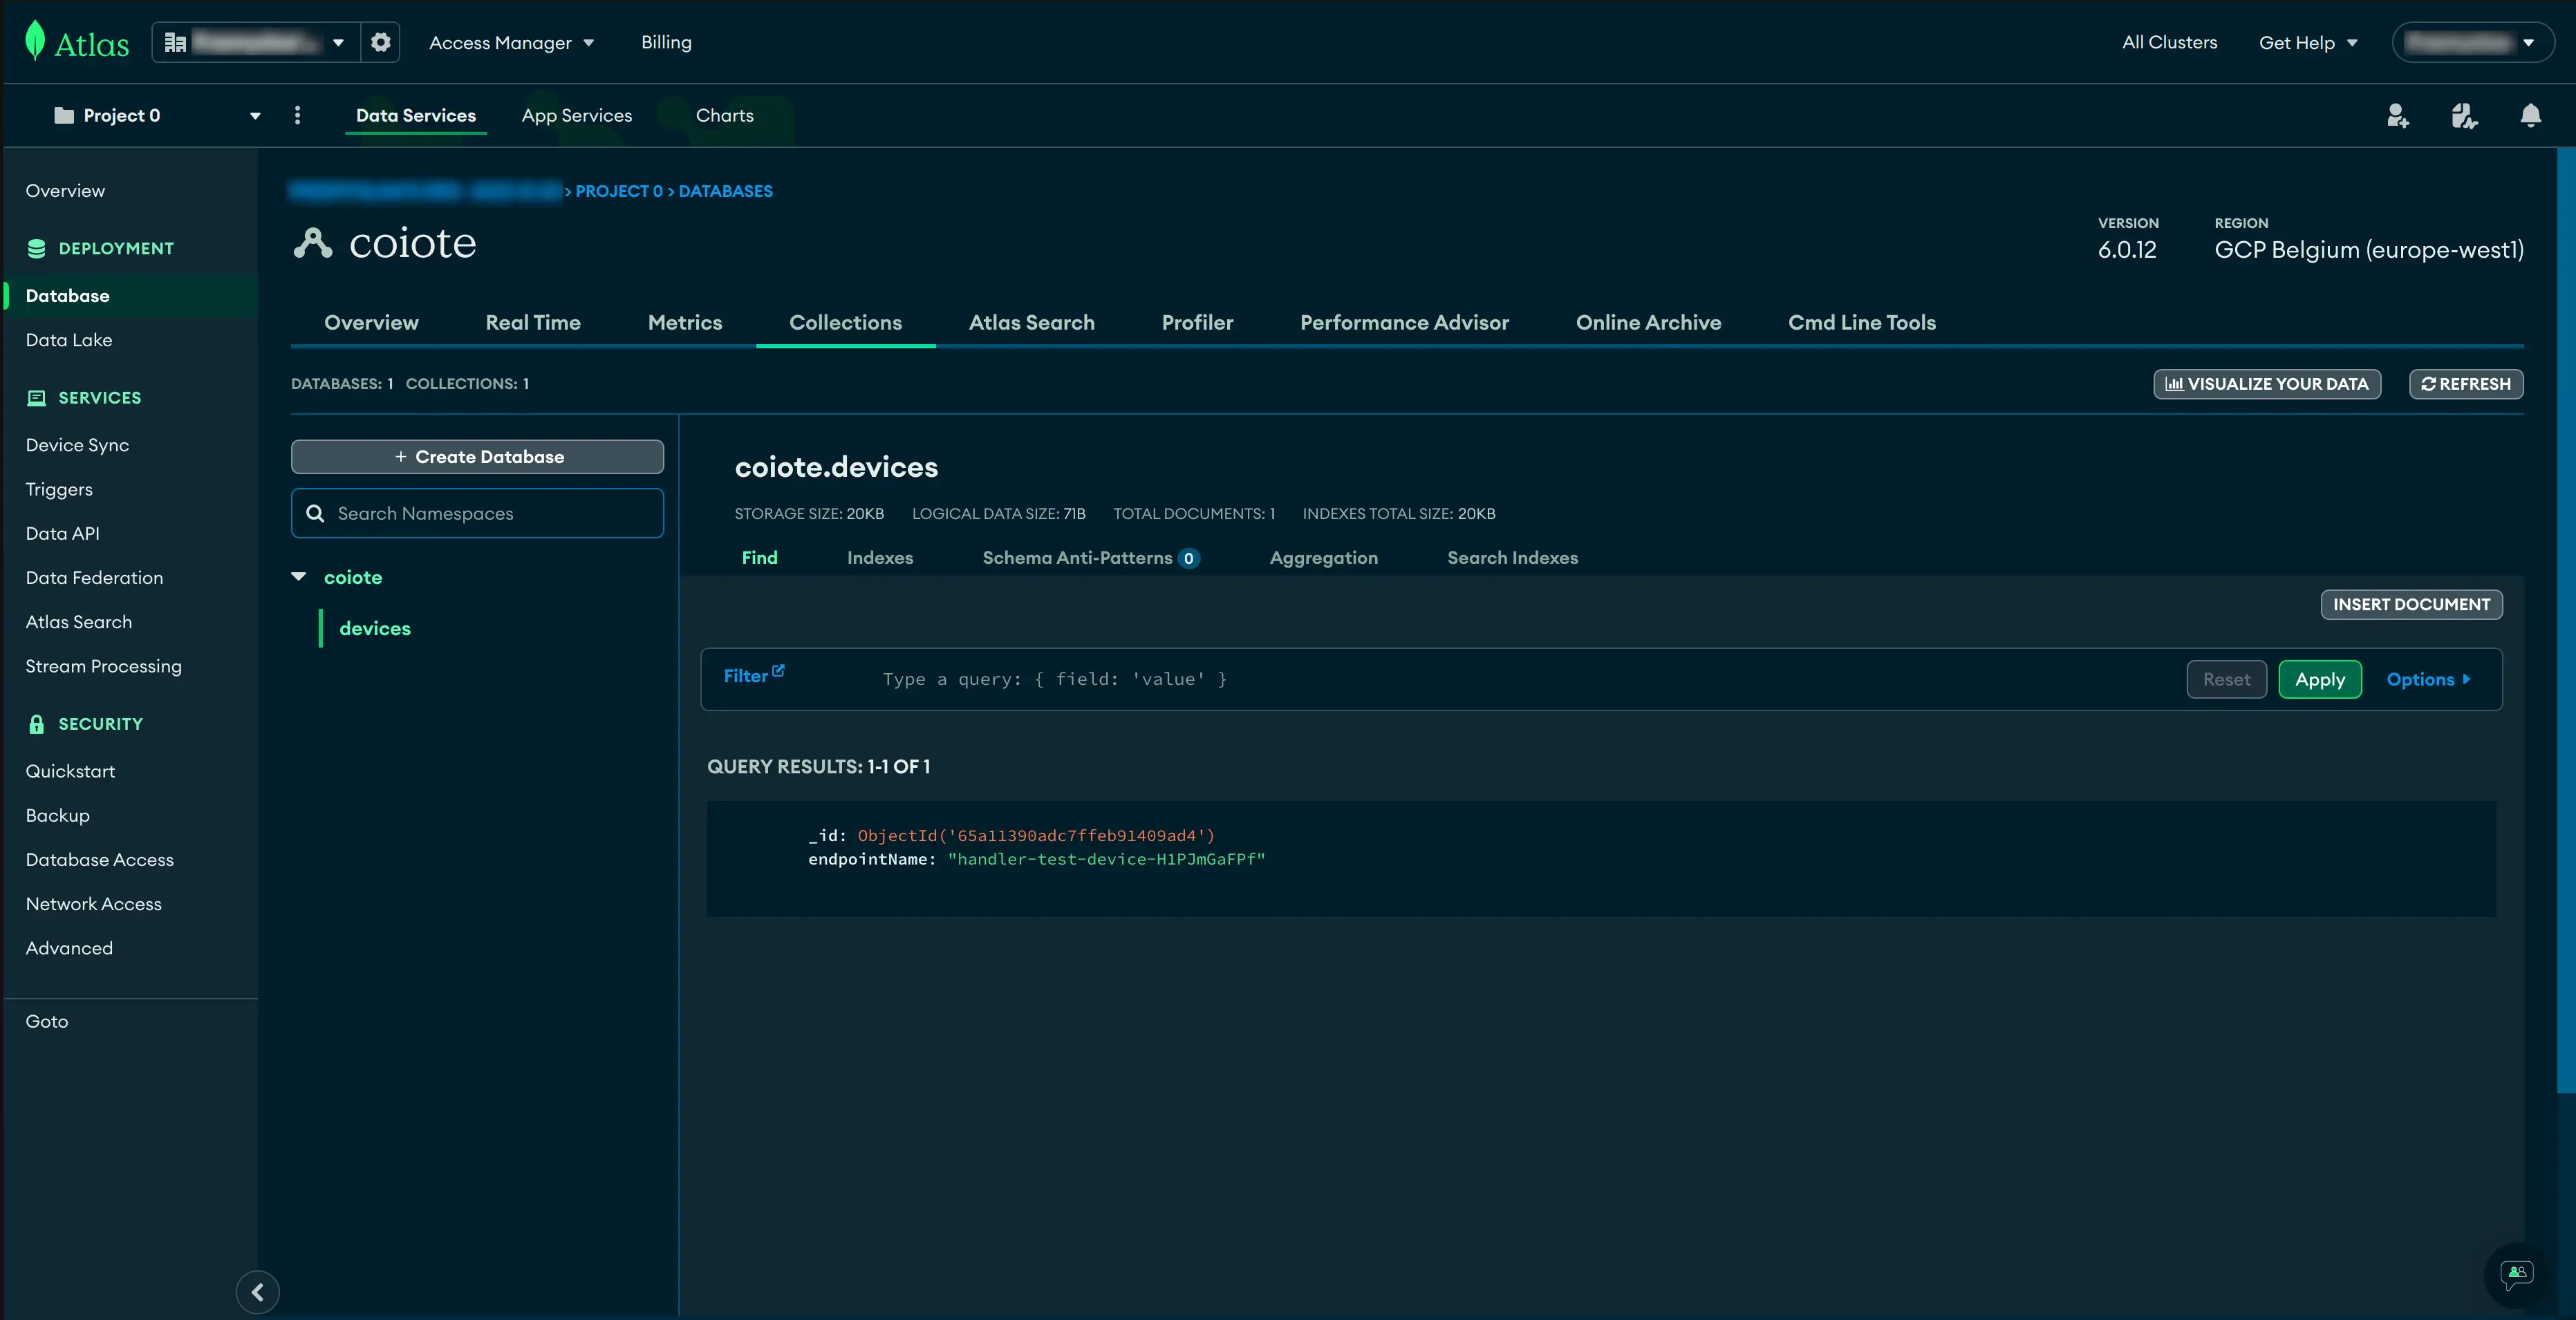 Atlas
Access Manager
Billing
All Clusters
Get Help
Project 0
Data Services
App Services
Charts
Overview
DEPLOYMENT
Database
Data Lake
SERVICES
Device Sync
Triggers
Data API
Data Federation
Atlas Search
Stream Processing
SECURITY
Quickstart
Backup
Database Access
Network Access
Advanced
Goto
> PROJECT 0 > DATABASES
coiote
VERSION
6.0.12
REGION
GCP Belgium (europe-west1)
Overview
Real Time
Metrics
Collections
Atlas Search
Profiler
Performance Advisor
Online Archive
Cmd Line Tools
DATABASES: 1 COLLECTIONS: 1
VISUALIZE YOUR DATA
REFRESH
+ Create Database
Search Namespaces
coiote
devices
coiote.devices
STORAGE SIZE: 20KB LOGICAL DATA SIZE: 71B TOTAL DOCUMENTS: 1 INDEXES TOTAL SIZE: 20KB
Find
Indexes
Schema Anti-Patterns 0
Aggregation
Search Indexes
INSERT DOCUMENT
Filter
Type a query: { field: 'value' }
Reset
Apply
Options
QUERY RESULTS: 1-1 OF 1
_id: ObjectId('65a11390adc7ffeb91409ad4')
endpointName: "handler-test-device-H1PJmGaFPf"